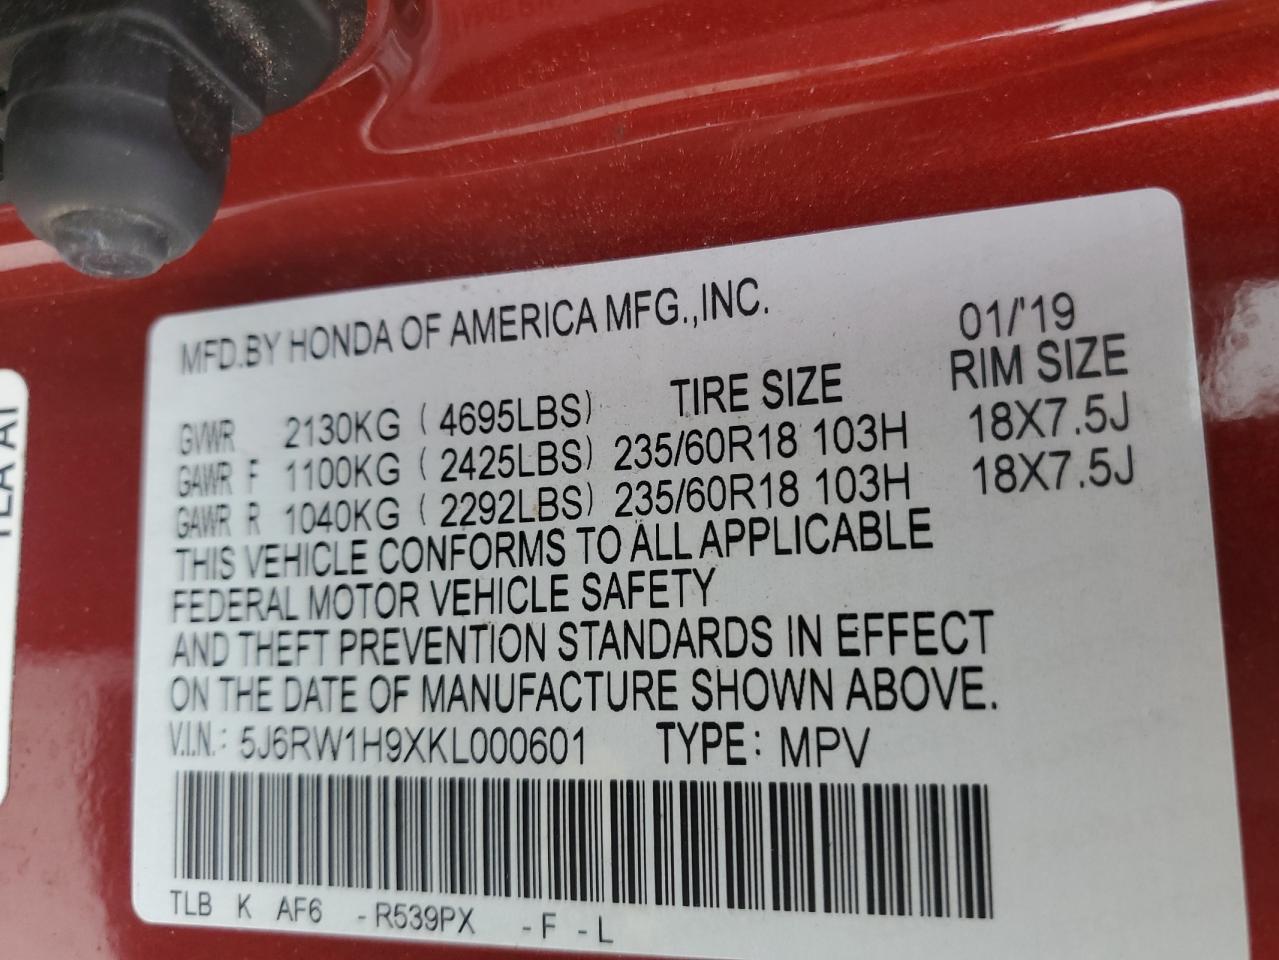 MFD.BY HONDA OF AMERICA MFG.,INC. 01/'19
TIRE SIZE RIM SIZE
GVWR 2130KG ( 4695LBS)
GAWR F 1100KG ( 2425LBS) 235/60R18 103H 18X7.5J
GAWR R 1040KG ( 2292LBS) 235/60R18 103H 18X7.5J
THIS VEHICLE CONFORMS TO ALL APPLICABLE
FEDERAL MOTOR VEHICLE SAFETY
AND THEFT PREVENTION STANDARDS IN EFFECT
ON THE DATE OF MANUFACTURE SHOWN ABOVE.
V.I.N.: 5J6RW1H9XKL000601 TYPE: MPV
TLB K AF6 -R539PX -F -L